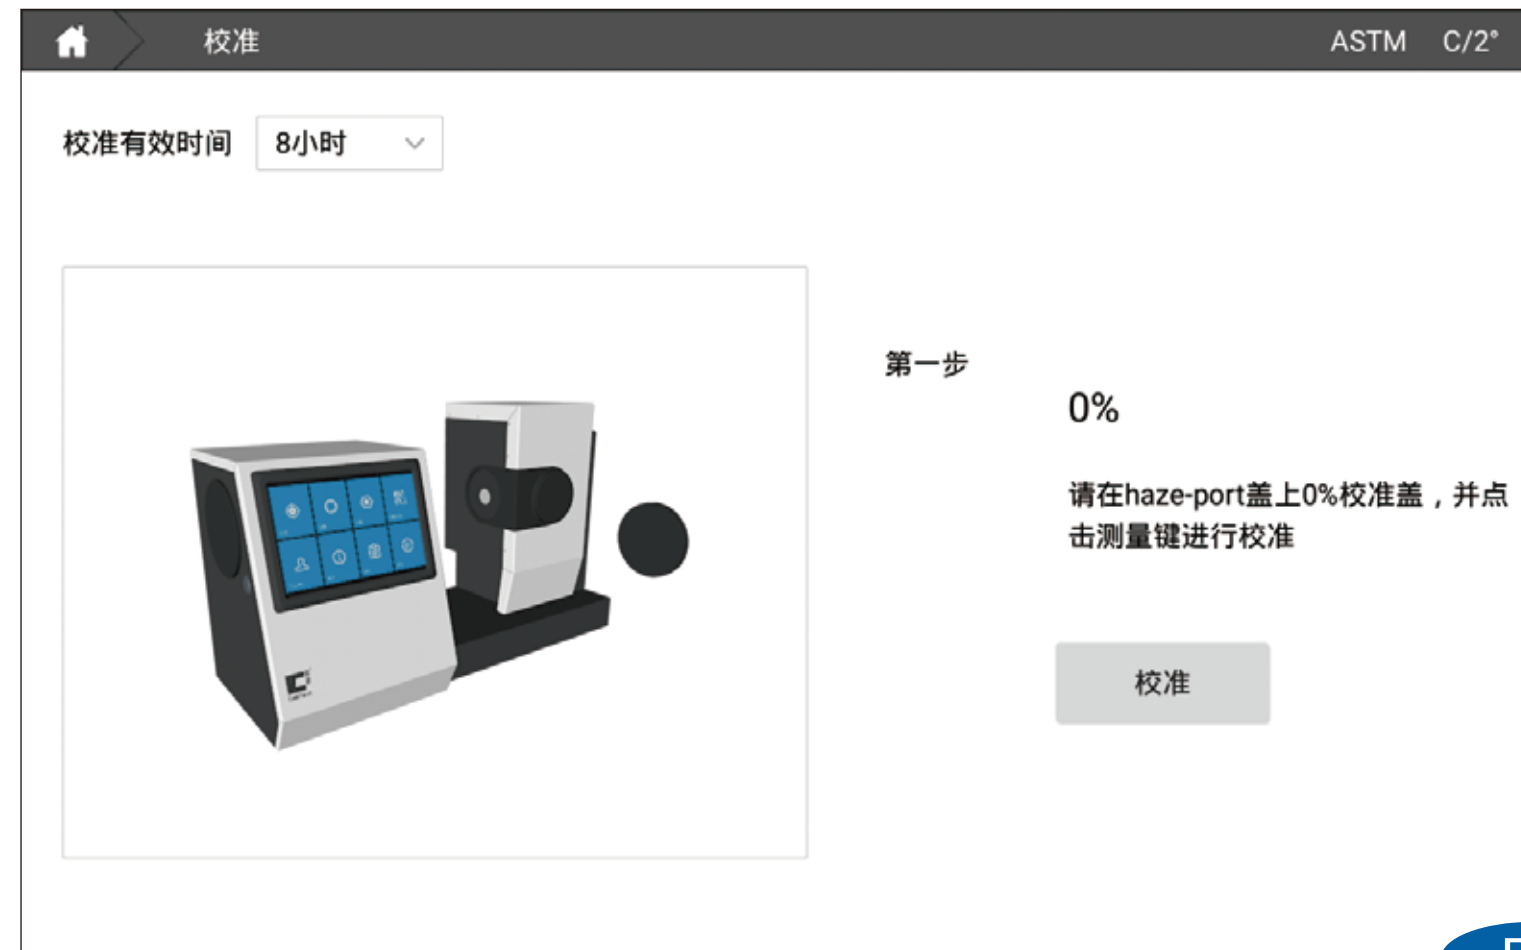 校准
ASTM C/2°
校准有效时间 8小时
第一步
0%
请在haze-port盖上0%校准盖，并点
击测量键进行校准
校准